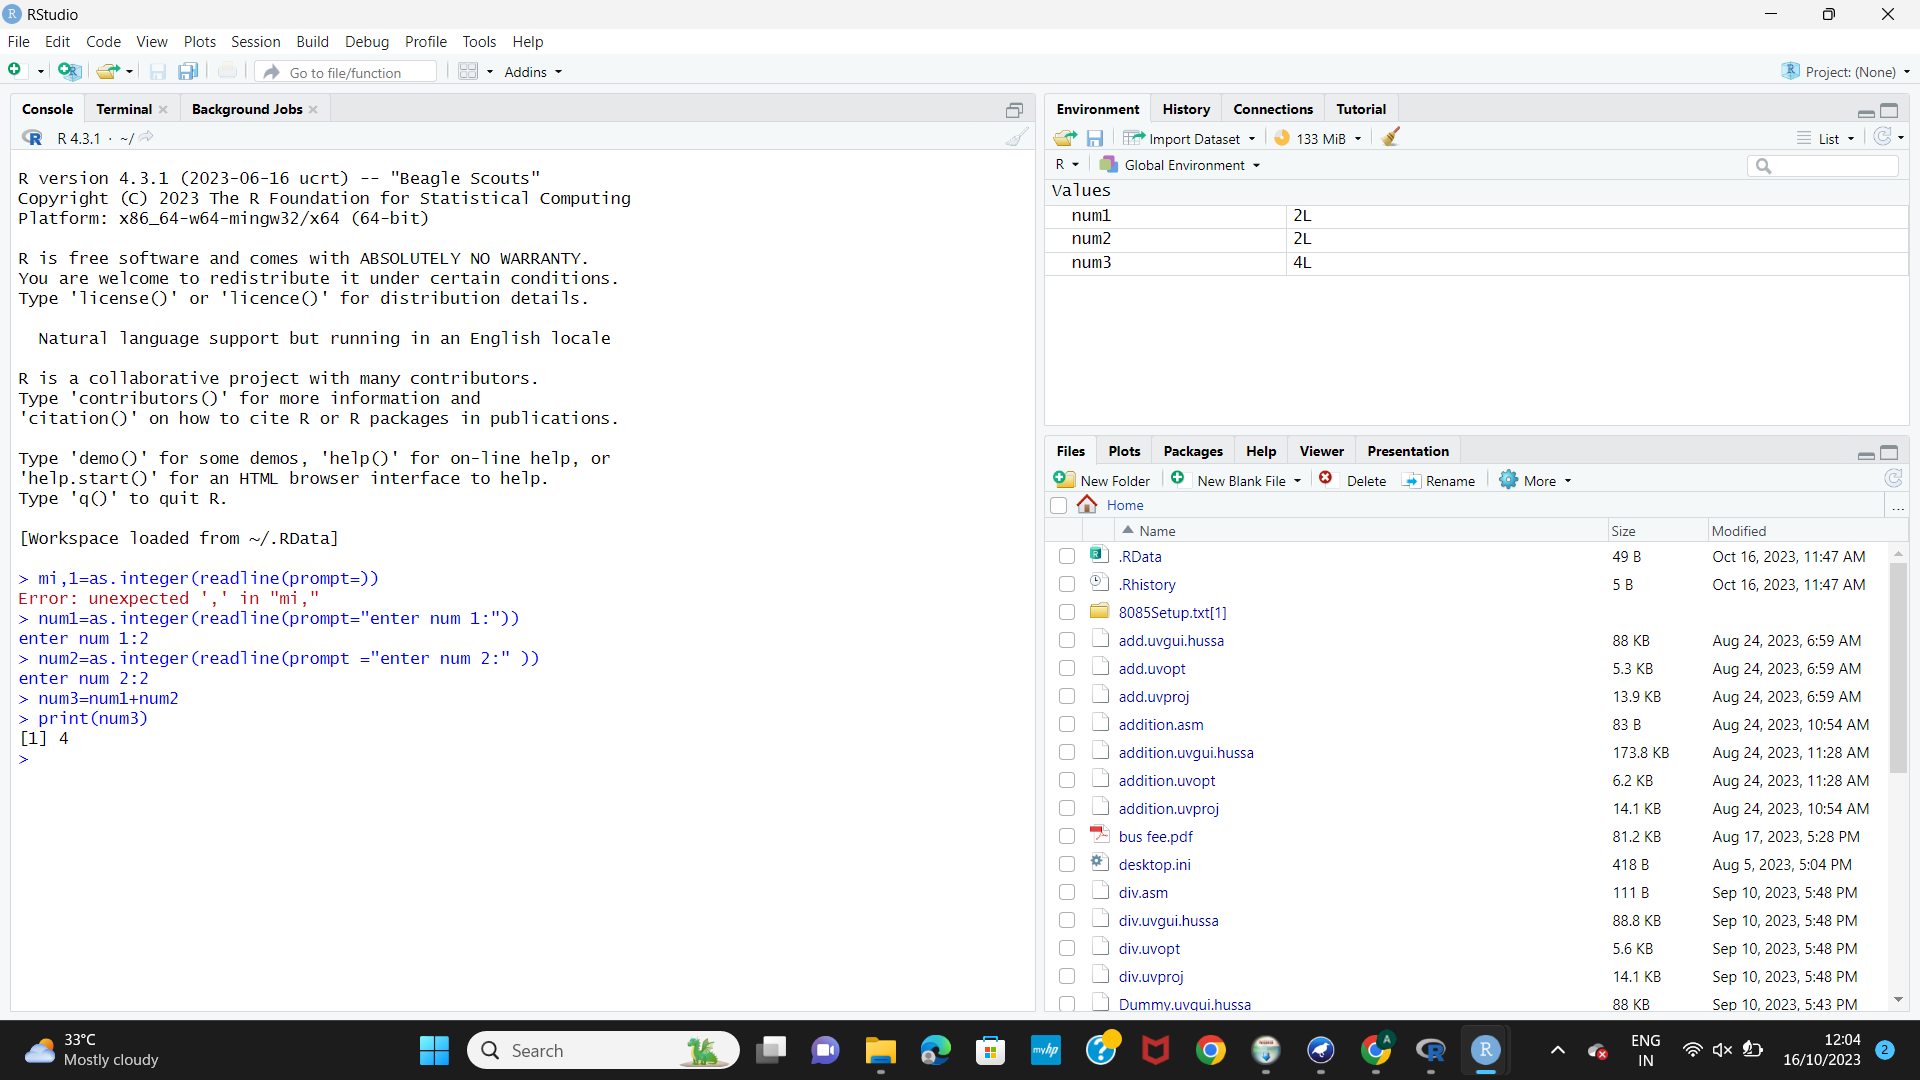 RStudio
File Edit Code View Plots Session Build Debug Profile Tools Help
Go to file/function Addins Project: (None)
Console Terminal Background Jobs
R 4.3.1 · ~/
R version 4.3.1 (2023-06-16 ucrt) -- "Beagle Scouts"
Copyright (C) 2023 The R Foundation for Statistical Computing
Platform: x86_64-w64-mingw32/x64 (64-bit)
R is free software and comes with ABSOLUTELY NO WARRANTY.
You are welcome to redistribute it under certain conditions.
Type 'license()' or 'licence()' for distribution details.
Natural language support but running in an English locale
R is a collaborative project with many contributors.
Type 'contributors()' for more information and
'citation()' on how to cite R or R packages in publications.
Type 'demo()' for some demos, 'help()' for on-line help, or
'help.start()' for an HTML browser interface to help.
Type 'q()' to quit R.
[Workspace loaded from ~/.RData]
> mi,1=as.integer(readline(prompt=))
Error: unexpected ',' in "mi,"
> num1=as.integer(readline(prompt="enter num 1:"))
enter num 1:2
> num2=as.integer(readline(prompt ="enter num 2:" ))
enter num 2:2
> num3=num1+num2
> print(num3)
[1] 4
>
Environment History Connections Tutorial
Import Dataset 133 MiB List
R Global Environment
Values
num1 2L
num2 2L
num3 4L
Files Plots Packages Help Viewer Presentation
New Folder New Blank File Delete Rename More
Home ...
Name Size Modified
.RData 49 B Oct 16, 2023, 11:47 AM
.Rhistory 5 B Oct 16, 2023, 11:47 AM
8085Setup.txt[1]
add.uvgui.hussa 88 KB Aug 24, 2023, 6:59 AM
add.uvopt 5.3 KB Aug 24, 2023, 6:59 AM
add.uvproj 13.9 KB Aug 24, 2023, 6:59 AM
addition.asm 83 B Aug 24, 2023, 10:54 AM
addition.uvgui.hussa 173.8 KB Aug 24, 2023, 11:28 AM
addition.uvopt 6.2 KB Aug 24, 2023, 11:28 AM
addition.uvproj 14.1 KB Aug 24, 2023, 10:54 AM
bus fee.pdf 81.2 KB Aug 17, 2023, 5:28 PM
desktop.ini 418 B Aug 5, 2023, 5:04 PM
div.asm 111 B Sep 10, 2023, 5:48 PM
div.uvgui.hussa 88.8 KB Sep 10, 2023, 5:48 PM
div.uvopt 5.6 KB Sep 10, 2023, 5:48 PM
div.uvproj 14.1 KB Sep 10, 2023, 5:48 PM
Dummy.uvgui.hussa 88 KB Sep 10, 2023, 5:43 PM
33°C
Mostly cloudy
Search
myhp
A
ENG
IN
12:04
16/10/2023
2